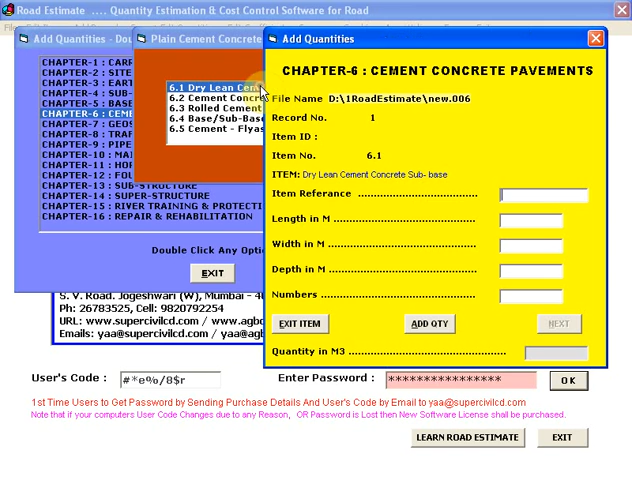 Road Estimate .... Quantity Estimation & Cost Control Software for Road
Add Quantities - Dou
CHAPTER-1 : CARR
CHAPTER-2 : SITE
CHAPTER-3 : EART
CHAPTER-4 : SUB-
CHAPTER-5 : BASE
CHAPTER-6 : CEME
CHAPTER-7 : GEOS
CHAPTER-8 : TRAF
CHAPTER-9 : PIPE
CHAPTER-10 : MAI
CHAPTER-11 : HOR
CHAPTER-12 : FOU
CHAPTER-13 : SUB-STRUCTURE
CHAPTER-14 : SUPER-STRUCTURE
CHAPTER-15 : RIVER TRAINING & PROTECTI
CHAPTER-16 : REPAIR & REHABILITATION
Double Click Any Optio
EXIT
Plain Cement Concrete
6.1 Dry Lean Cem
6.2 Cement Concre
6.3 Rolled Cement
6.4 Base/Sub-Base
6.5 Cement - Flyas
Add Quantities
CHAPTER-6 : CEMENT CONCRETE PAVEMENTS
File Name D:\1RoadEstimate\new.006
Record No. 1
Item ID :
Item No. 6.1
ITEM: Dry Lean Cement Concrete Sub- base
Item Referance
Length in M
Width in M
Depth in M
Numbers
EXIT ITEM ADD QTY NEXT
Quantity in M3
S. V. Road. Jogeshwari (W), Mumbai - 40
Ph: 26783525, Cell: 9820792254
URL: www.supercivilcd.com / www.agbo
Emails: yaa@supercivilcd.com / yaa@ag
User's Code : #*e%/8$r Enter Password : **************** O K
1st Time Users to Get Password by Sending Purchase Details And User's Code by Email to yaa@supercivilcd.com
Note that if your computers User Code Changes due to any Reason, OR Password is Lost then New Software License shall be purchased.
LEARN ROAD ESTIMATE EXIT